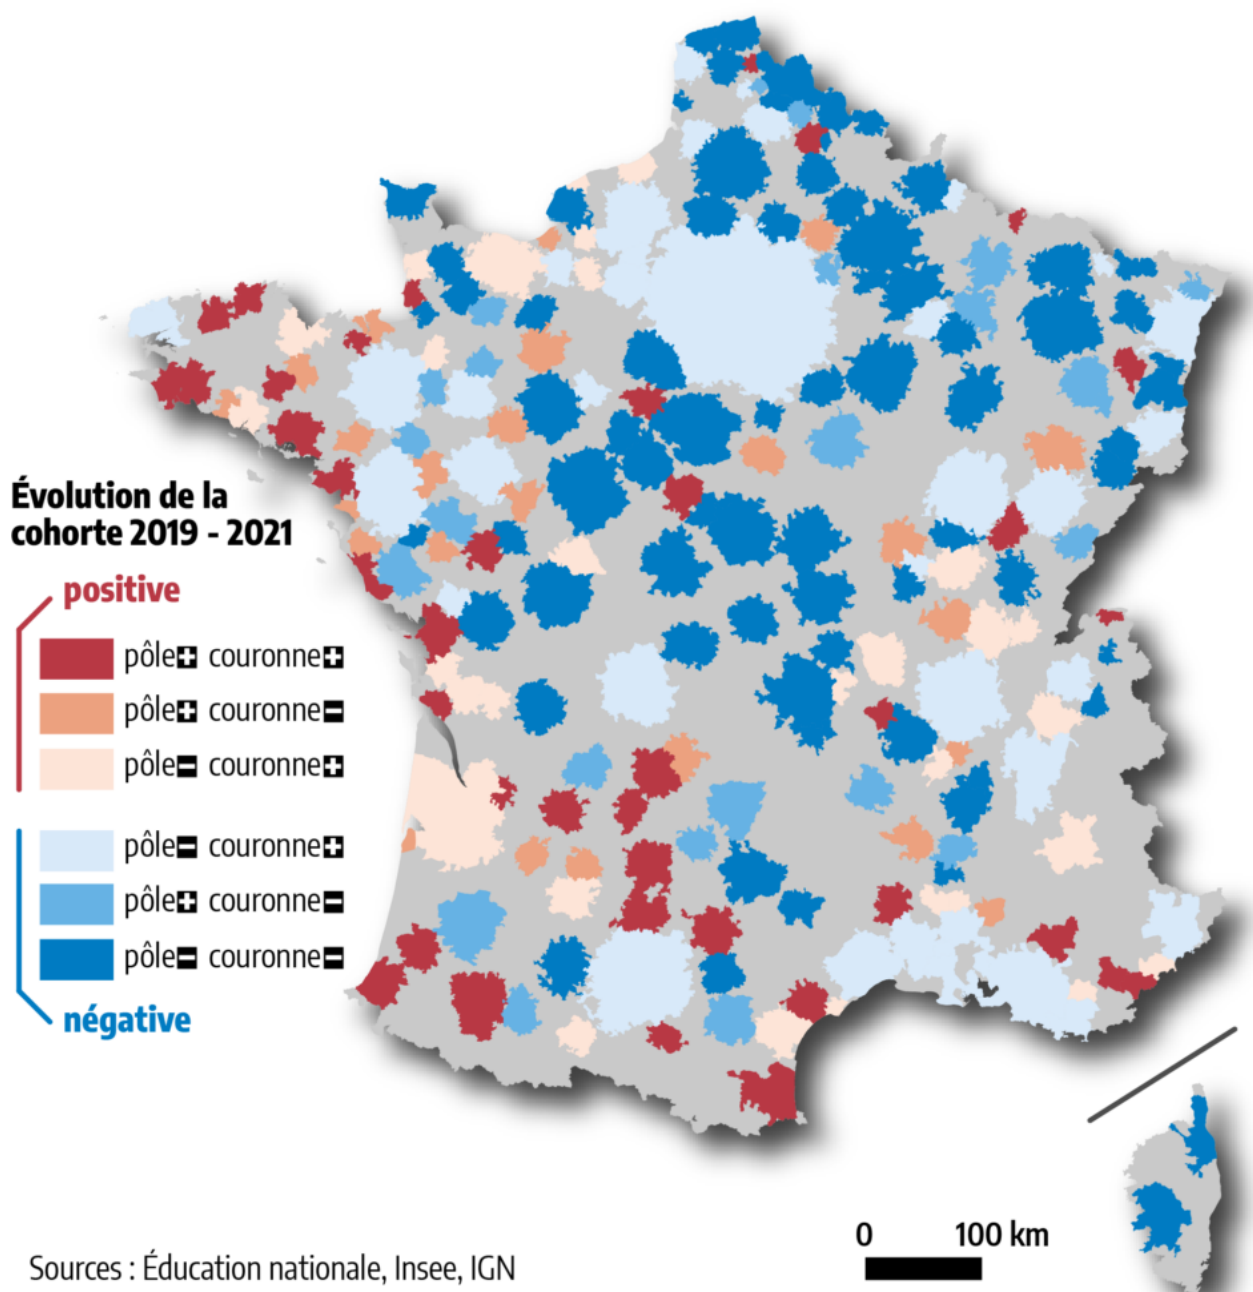 Évolution de la
cohorte 2019 - 2021
positive
pôle+ couronne+
pôle+ couronne-
pôle- couronne+
pôle- couronne+
pôle+ couronne-
pôle- couronne-
négative
0 100 km
Sources : Éducation nationale, Insee, IGN